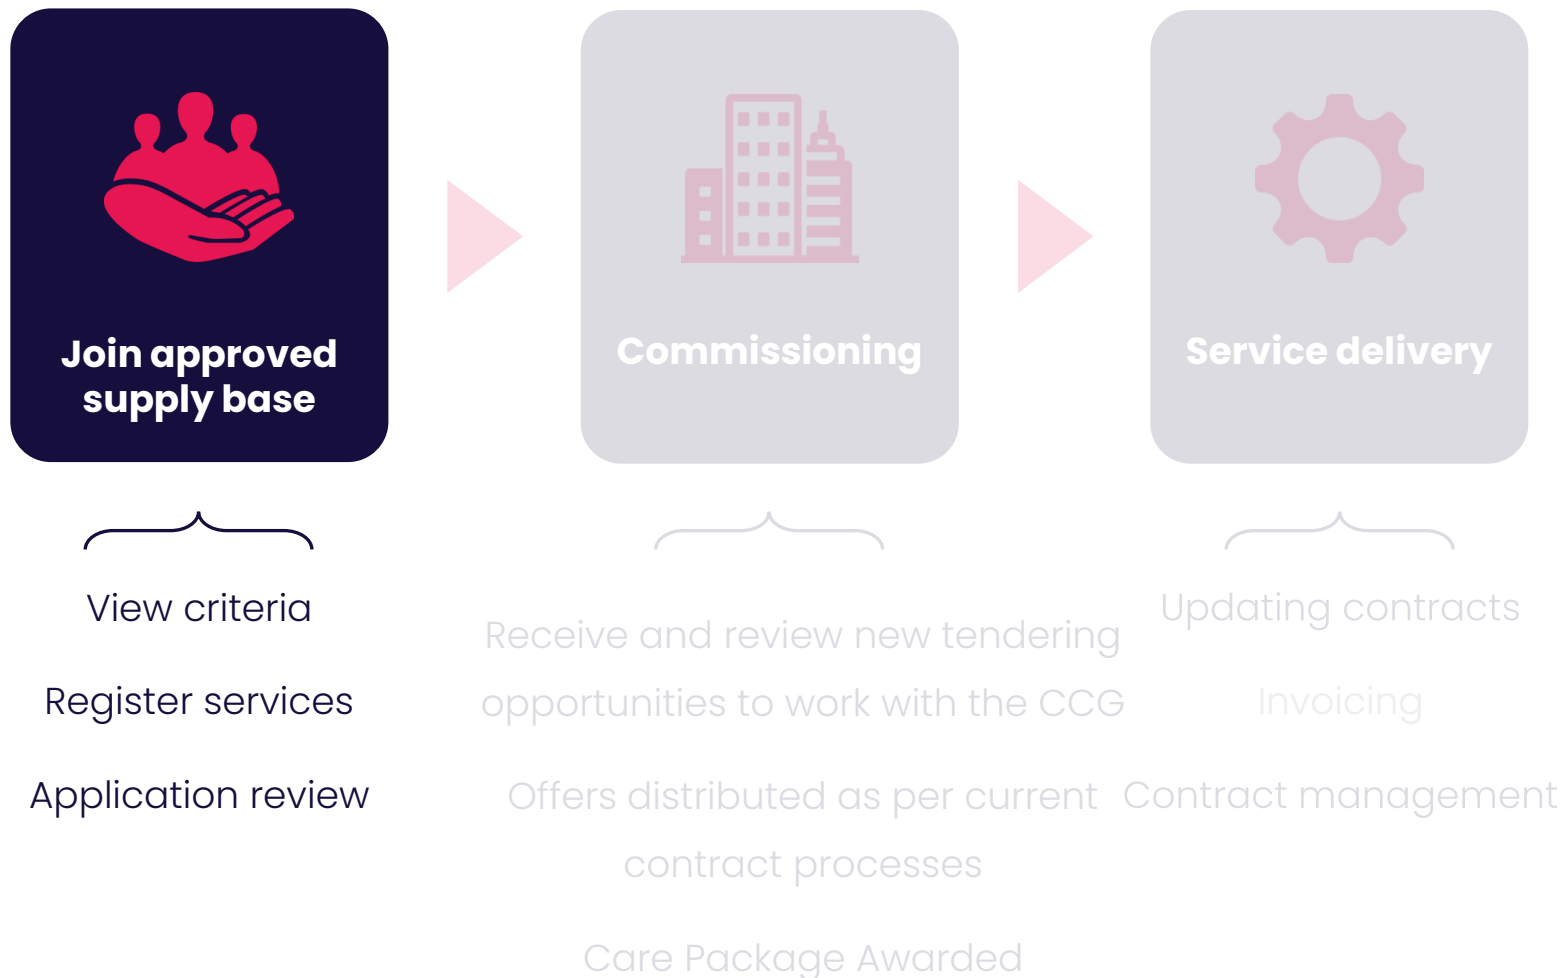 Join approved
supply base
View criteria
Register services
Application review
Commissioning
Receive and review new tendering
opportunities to work with the CCG
Offers distributed as per current
contract processes
Care Package Awarded
Service delivery
Updating contracts
Invoicing
Contract management